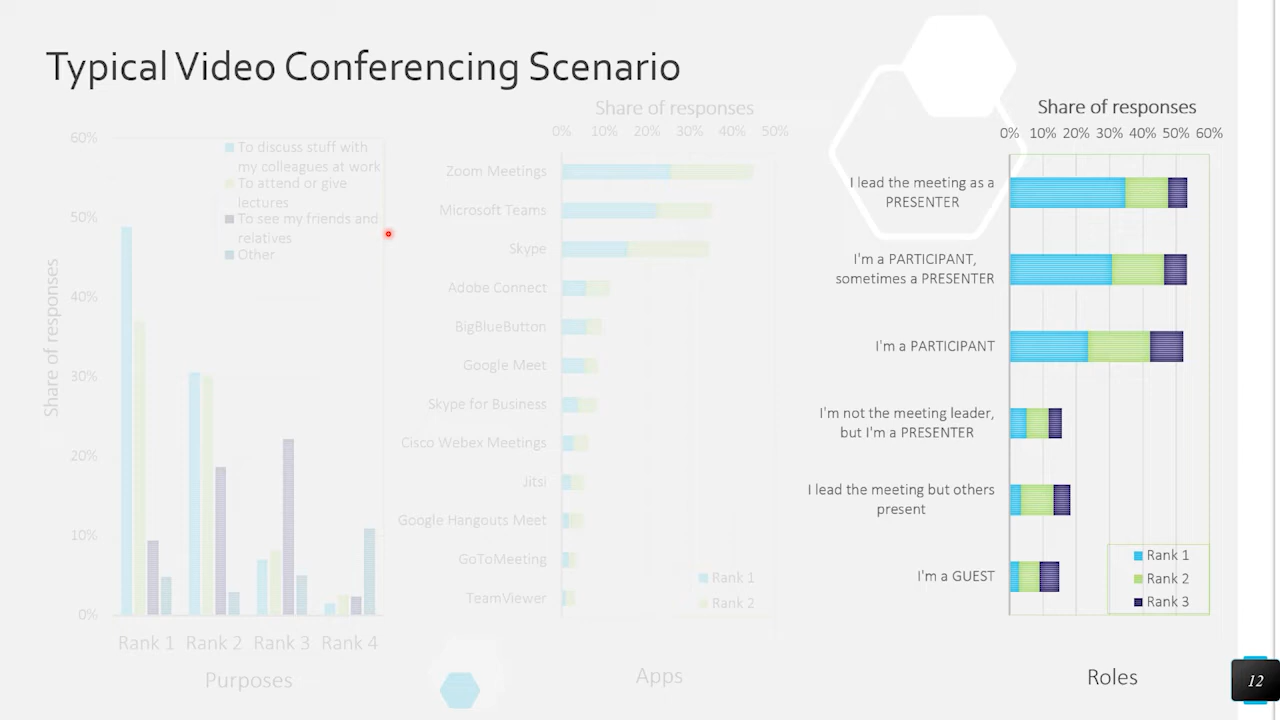 Typical Video Conferencing Scenario
60%
50%
40%
30%
20%
10%
0%
Share of responses
To discuss stuff with
my colleagues at work
To attend or give
lectures
To see my friends and
relatives
Other
Rank 1 Rank 2 Rank 3 Rank 4
Purposes
Share of responses
0% 10% 20% 30% 40% 50%
Zoom Meetings
Microsoft Teams
Skype
Adobe Connect
BigBlueButton
Google Meet
Skype for Business
Cisco Webex Meetings
Jitsi
Google Hangouts Meet
GoToMeeting
TeamViewer
Rank 1
Rank 2
Apps
Share of responses
0% 10% 20% 30% 40% 50% 60%
I lead the meeting as a
PRESENTER
I'm a PARTICIPANT,
sometimes a PRESENTER
I'm a PARTICIPANT
I'm not the meeting leader,
but I'm a PRESENTER
I lead the meeting but others
present
I'm a GUEST
Rank 1
Rank 2
Rank 3
Roles
12